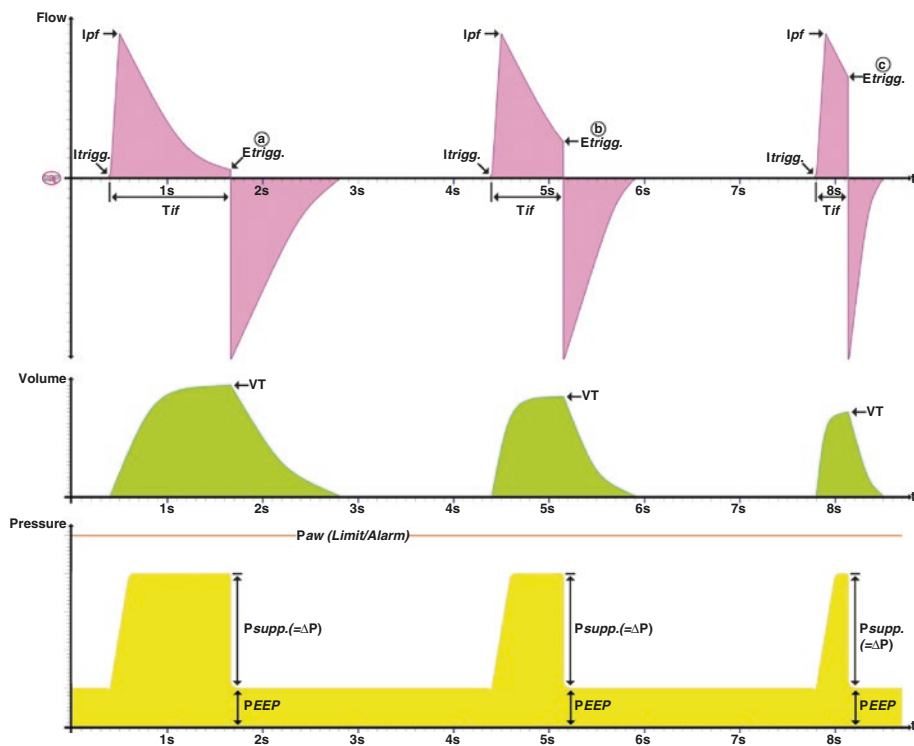 Flow
Ipf
Ipf
Ipf
a
b
c
Etrigg.
Etrigg.
Etrigg.
Itrigg.
Itrigg.
Itrigg.
1s 2s 3s 4s 5s 6s 7s 8s t
Tif
Tif
Tif
Volume
VT
VT
VT
1s 2s 3s 4s 5s 6s 7s 8s t
Pressure
Paw (Limit/Alarm)
Psupp.(=ΔP)
Psupp.(=ΔP)
Psupp.
(=ΔP)
PEEP
PEEP
PEEP
1s 2s 3s 4s 5s 6s 7s 8s t